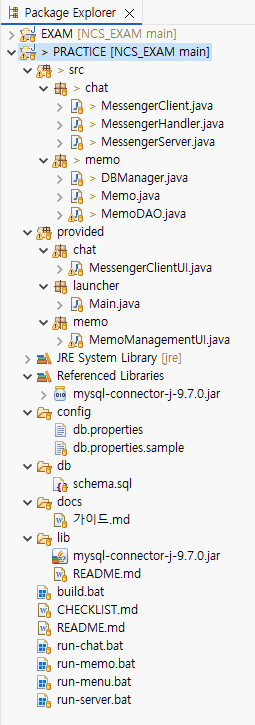 Package Explorer
EXAM [NCS_EXAM main]
> PRACTICE [NCS_EXAM main]
> src
> chat
> MessengerClient.java
> MessengerHandler.java
> MessengerServer.java
> memo
> DBManager.java
> Memo.java
> MemoDAO.java
provided
chat
MessengerClientUI.java
launcher
Main.java
memo
MemoManagementUI.java
JRE System Library [jre]
Referenced Libraries
mysql-connector-j-9.7.0.jar
config
db.properties
db.properties.sample
db
schema.sql
docs
가이드.md
lib
mysql-connector-j-9.7.0.jar
README.md
build.bat
CHECKLIST.md
README.md
run-chat.bat
run-memo.bat
run-menu.bat
run-server.bat